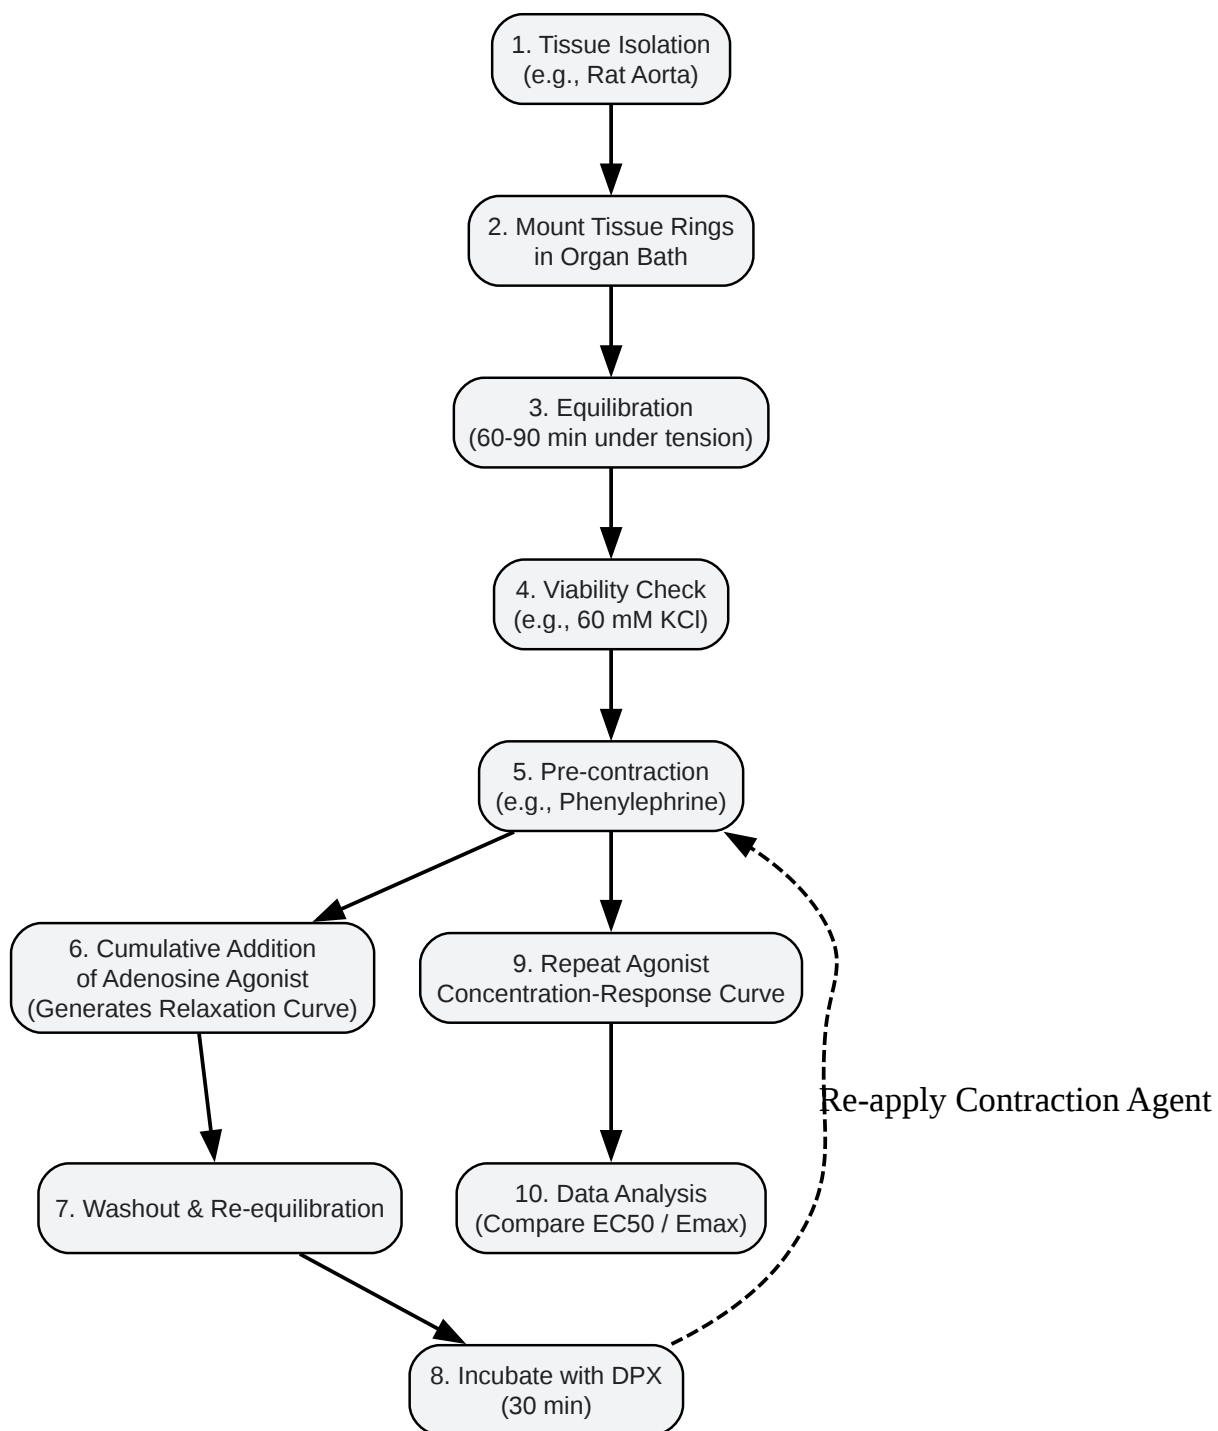 1. Tissue Isolation
(e.g., Rat Aorta)
2. Mount Tissue Rings
in Organ Bath
3. Equilibration
(60-90 min under tension)
4. Viability Check
(e.g., 60 mM KCl)
5. Pre-contraction
(e.g., Phenylephrine)
6. Cumulative Addition
of Adenosine Agonist
(Generates Relaxation Curve)
9. Repeat Agonist
Concentration-Response Curve
Re-apply Contraction Agent
7. Washout & Re-equilibration
10. Data Analysis
(Compare EC50 / Emax)
8. Incubate with DPX
(30 min)